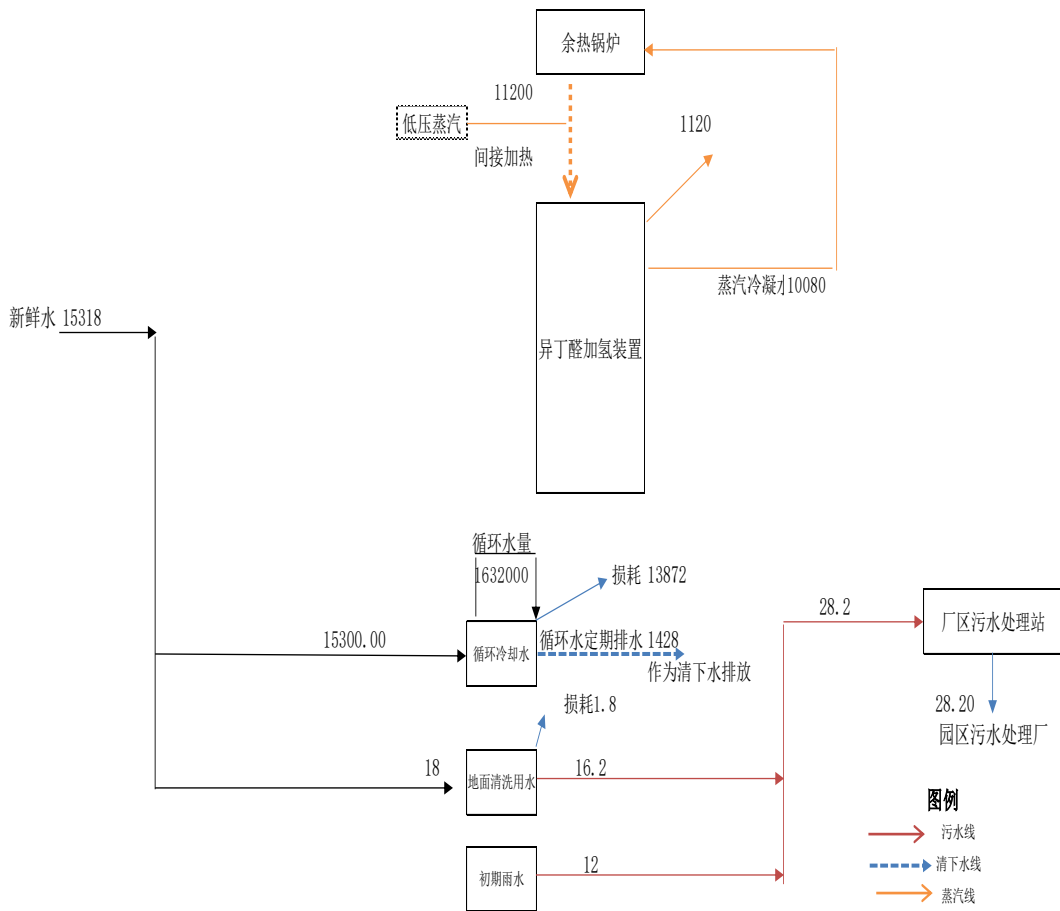 余热锅炉
11200
低压蒸汽
间接加热
1120
蒸汽冷凝水10080
新鲜水 15318
异丁醛加氢装置
循环水量
1632000
损耗 13872
15300.00
循环冷却水
循环水定期排水 1428
作为清下水排放
28.2
厂区污水处理站
28.20
园区污水处理厂
损耗1.8
18
地面清洗用水
16.2
初期雨水
12
图例
污水线
清下水线
蒸汽线